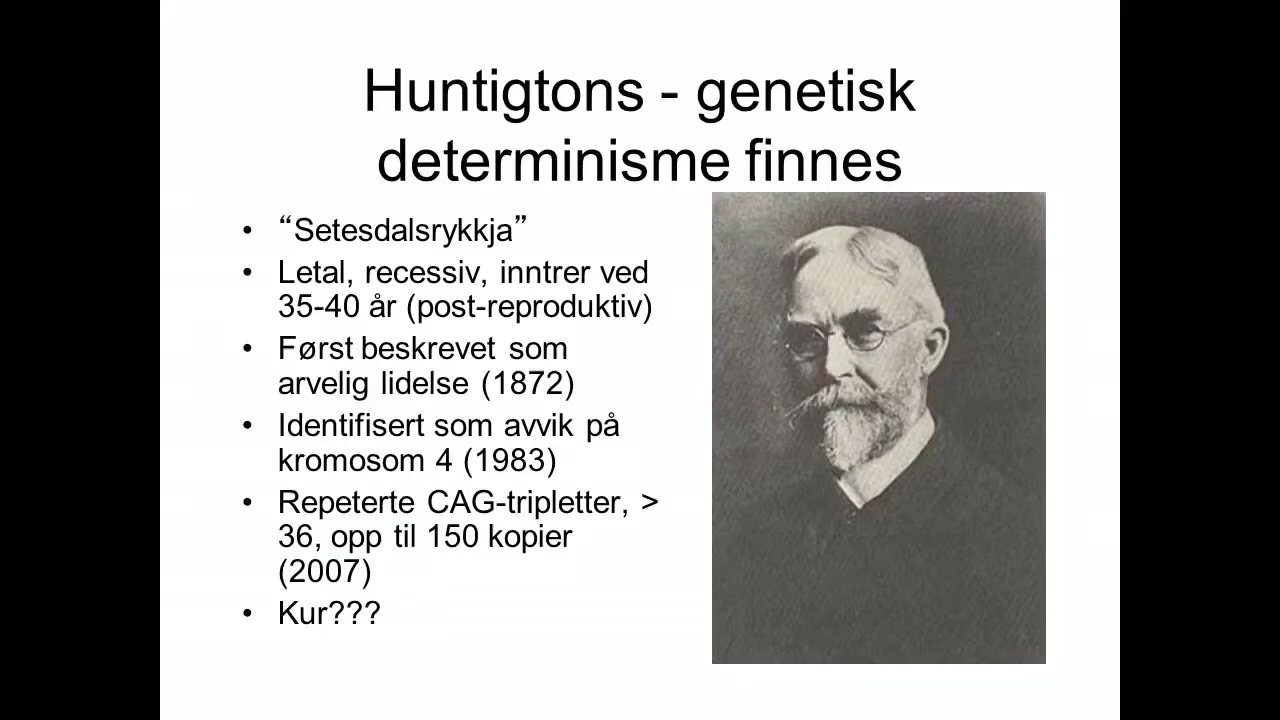 Huntigtons - genetisk
determinisme finnes
• “Setesdalsrykkja”
• Letal, recessiv, inntrer ved
35-40 år (post-reproduktiv)
• Først beskrevet som
arvelig lidelse (1872)
• Identifisert som avvik på
kromosom 4 (1983)
• Repeterte CAG-tripletter, >
36, opp til 150 kopier
(2007)
• Kur???